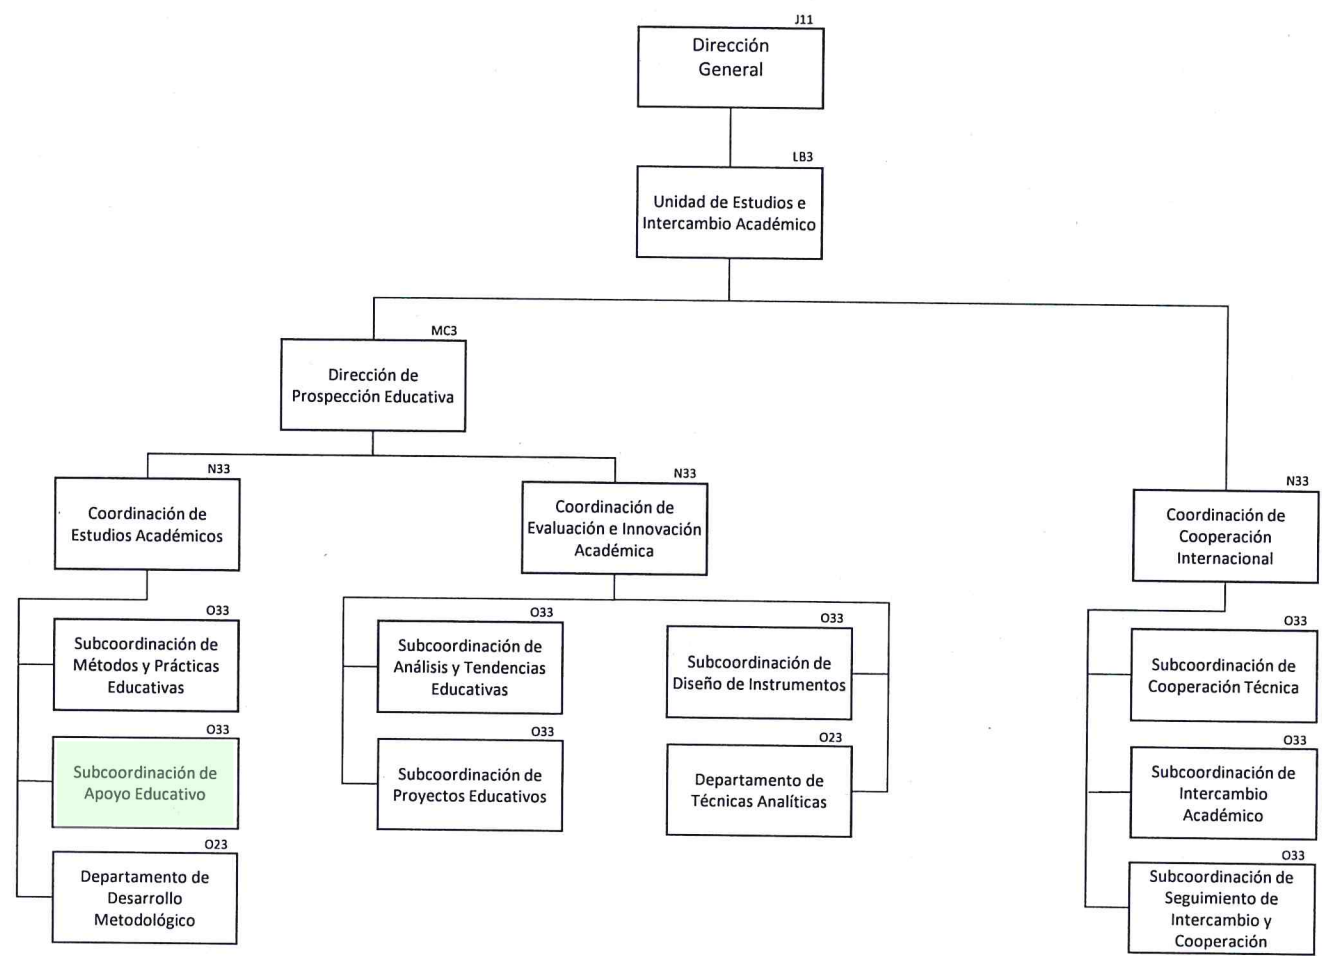 J11
Dirección
General
LB3
Unidad de Estudios e
Intercambio Académico
MC3
Dirección de
Prospección Educativa
N33
Coordinación de
Estudios Académicos
N33
Coordinación de
Evaluación e Innovación
Académica
N33
Coordinación de
Cooperación
Internacional
O33
Subcoordinación de
Métodos y Prácticas
Educativas
O33
Subcoordinación de
Apoyo Educativo
O23
Departamento de
Desarrollo
Metodológico
O33
Subcoordinación de
Análisis y Tendencias
Educativas
O33
Subcoordinación de
Proyectos Educativos
O33
Subcoordinación de
Diseño de Instrumentos
O23
Departamento de
Técnicas Analíticas
O33
Subcoordinación de
Cooperación Técnica
O33
Subcoordinación de
Intercambio
Académico
O33
Subcoordinación de
Seguimiento de
Intercambio y
Cooperación